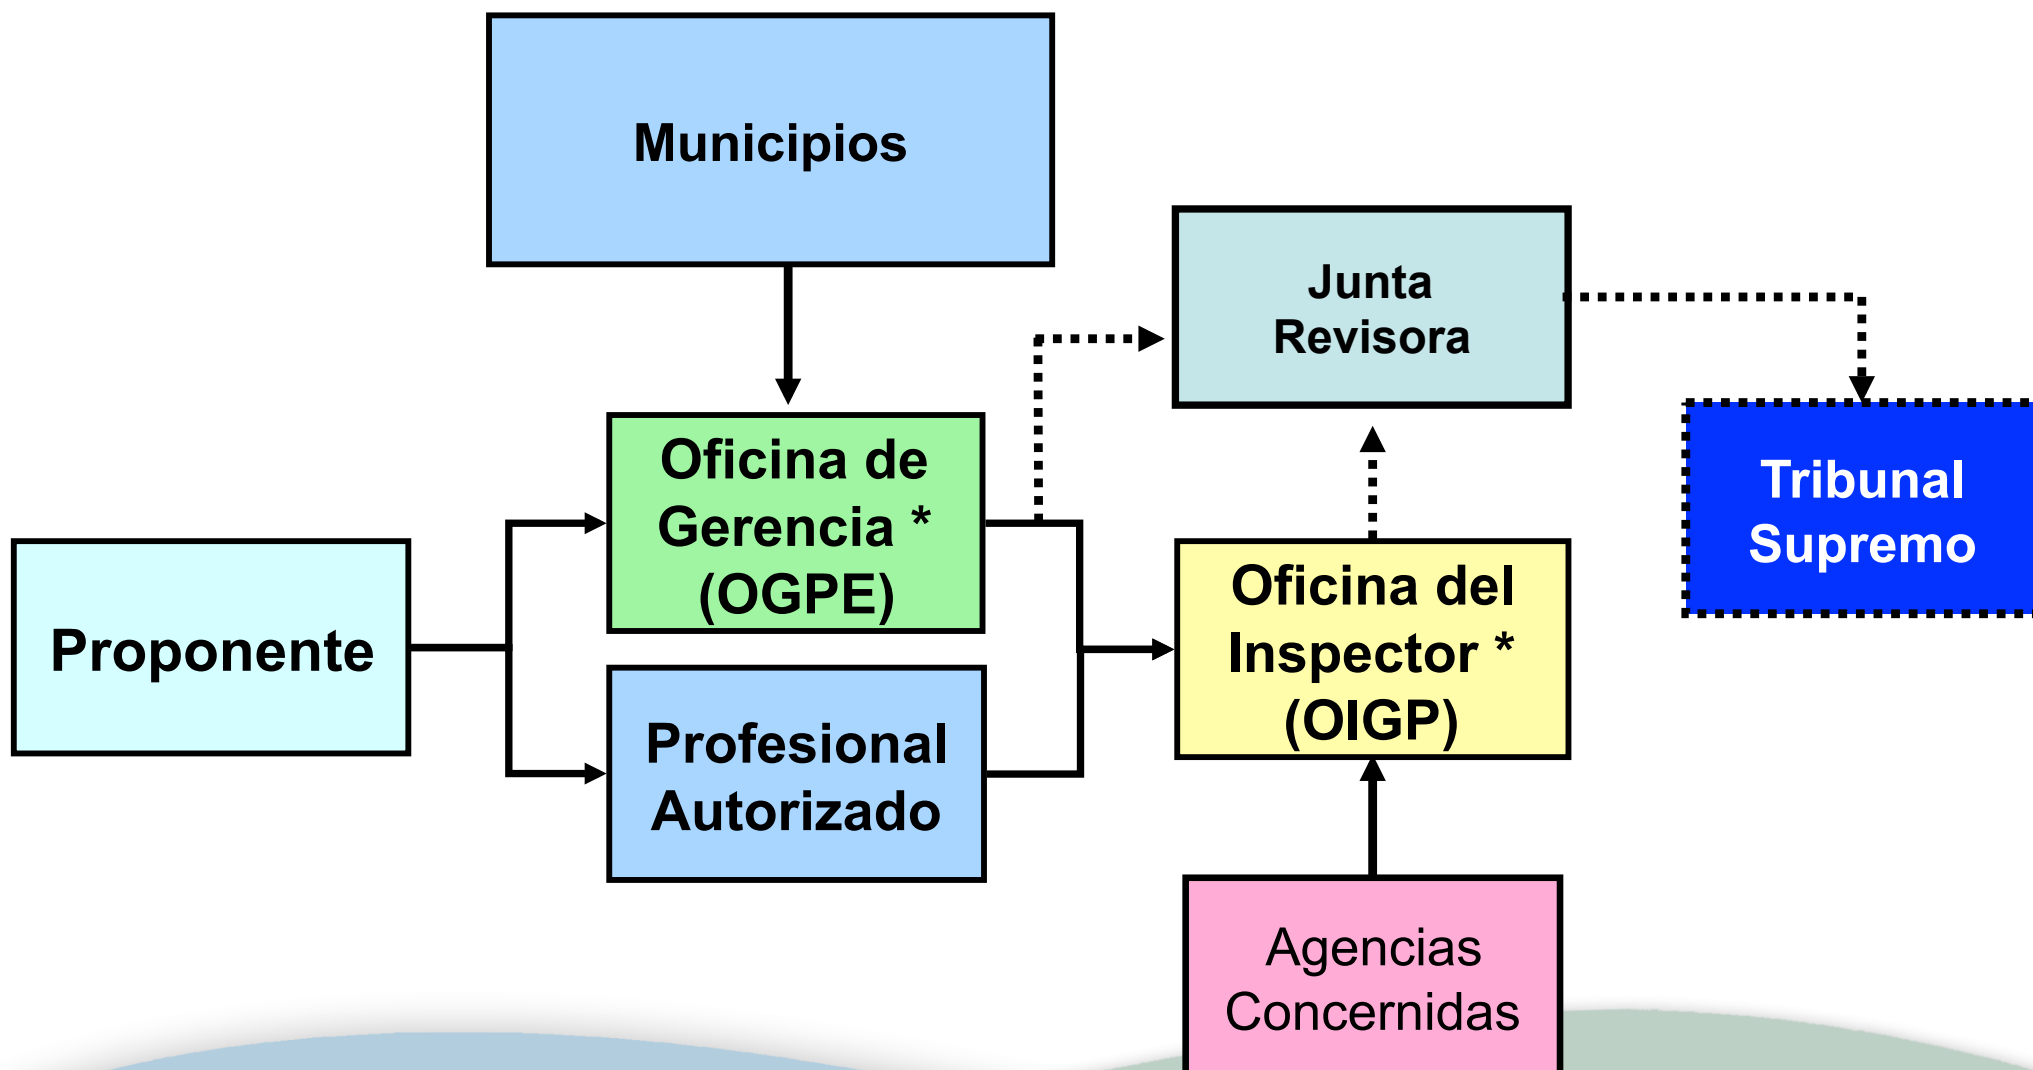 Municipios
Junta
Revisora
Oficina de
Gerencia *
(OGPE)
Tribunal
Supremo
Proponente
Oficina del
Inspector *
(OIGP)
Profesional
Autorizado
Agencias
Concernidas